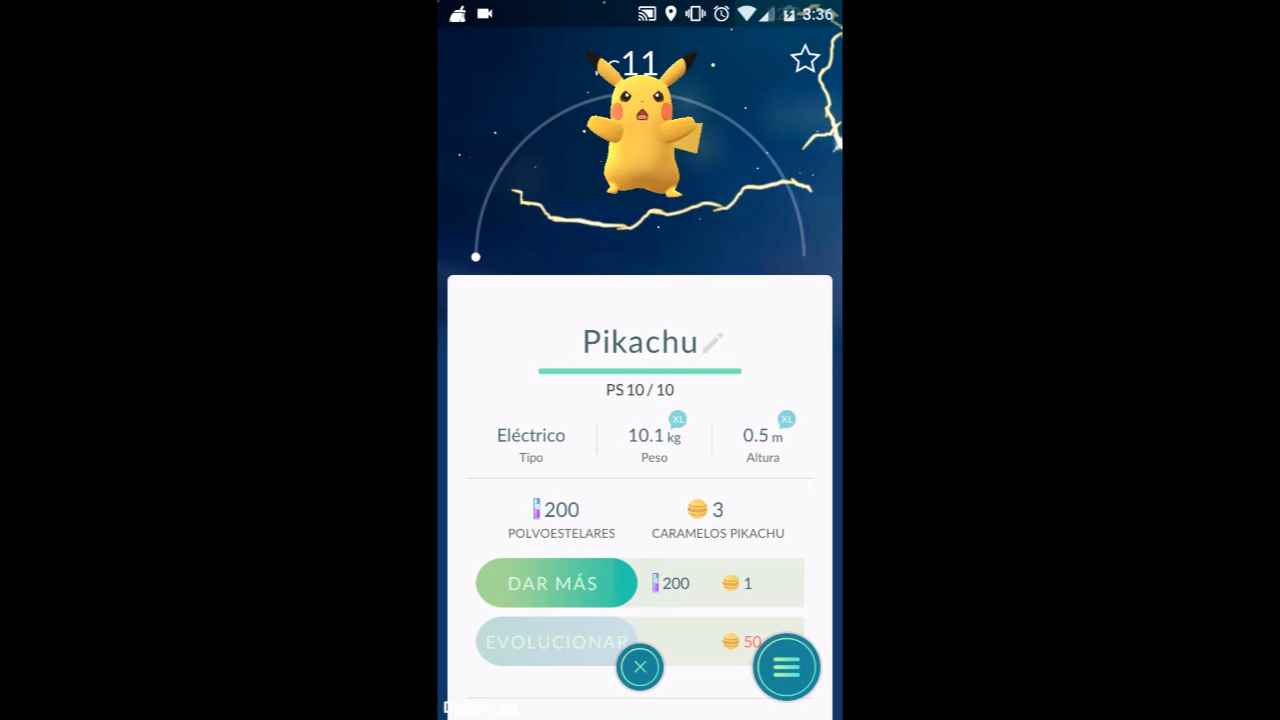 3:36
11
Pikachu
PS 10 / 10
XL XL
Eléctrico 10.1 kg 0.5 m
Tipo Peso Altura
200 3
POLVOESTELARES CARAMELOS PIKACHU
DAR MÁS 200 1
EVOLUCIONAR 50